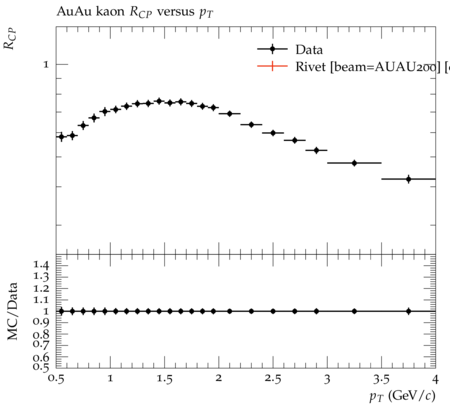 AuAu kaon R_CP versus p_T
R_CP
1
Data
Rivet [beam=AUAU200]
MC/Data
1.4
1.3
1.2
1.1
1
0.9
0.8
0.7
0.6
0.5
0.5 1 1.5 2 2.5 3 3.5 4
p_T (GeV/c)